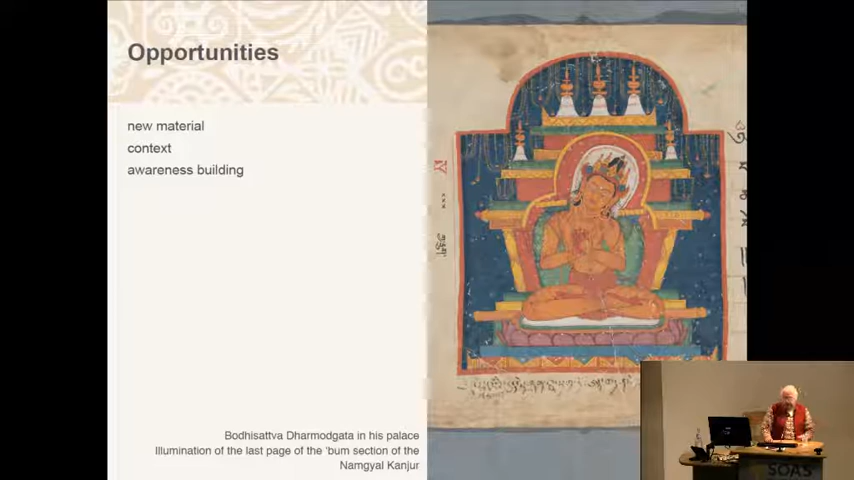 Opportunities
new material
context
awareness building
Bodhisattva Dharmodgata in his palace
Illumination of the last page of the 'bum section of the
Namgyal Kanjur
SOAS